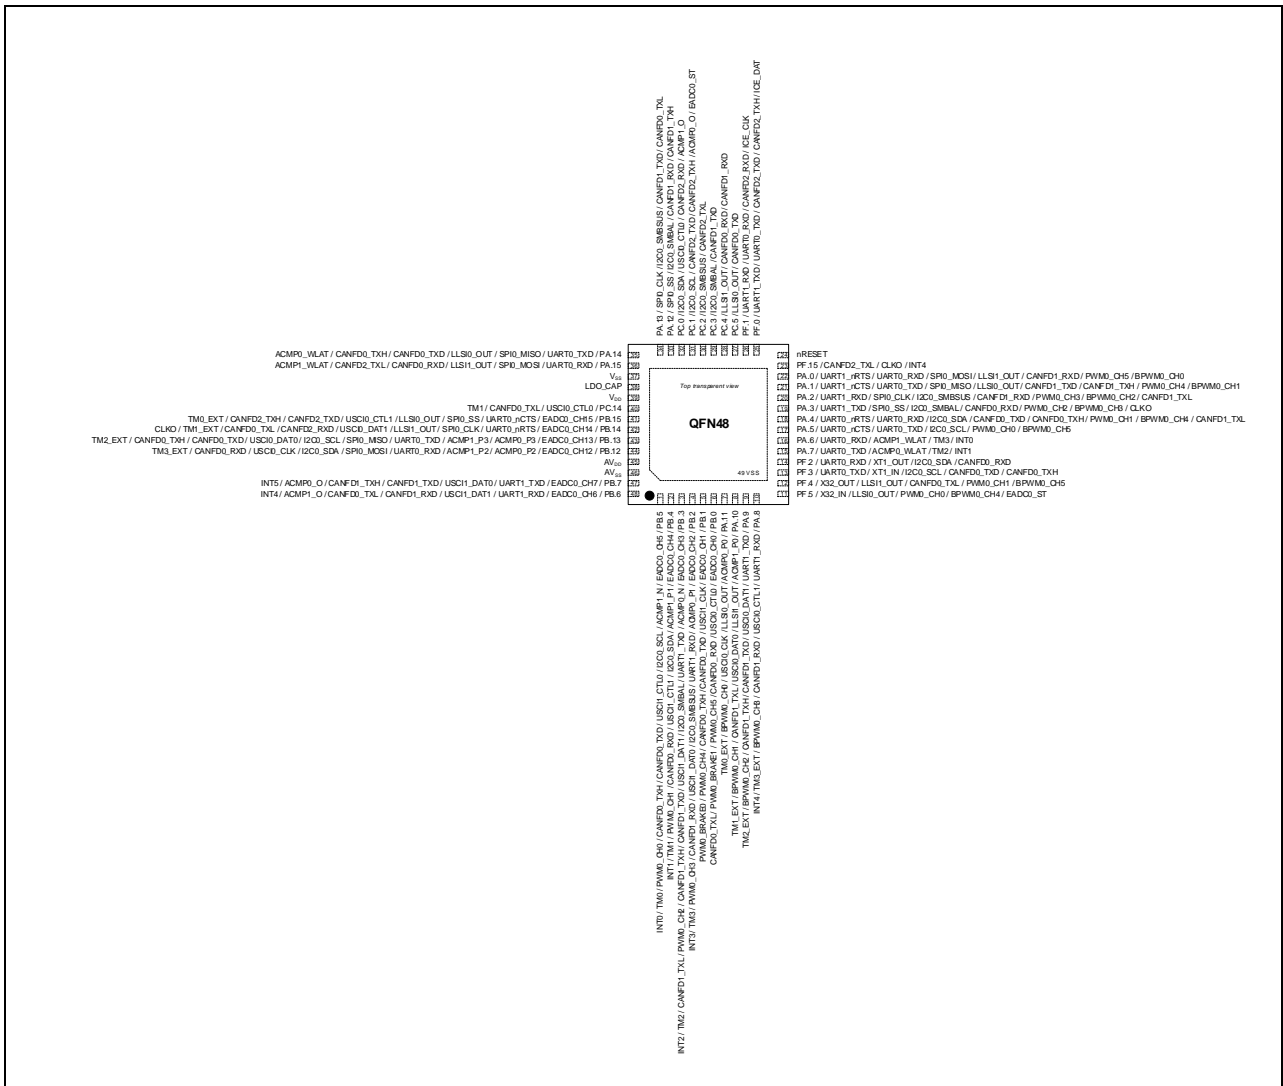 PA.13 / SPI0_CLK / I2C0_SMBSUS / CANFD1_TXD / CANFD0_TXL
PA.12 / SPI0_SS / I2C0_SMBAL / CANFD1_RXD / CANFD1_TXH
PC.0 / I2C0_SDA / USCI0_CTL0 / CANFD2_RXD / ACMP1_O
PC.1 / I2C0_SCL / CANFD2_TXD / CANFD2_TXH / ACMP0_O / EADC0_ST
PC.2 / I2C0_SMBSUS / CANFD2_TXL
PC.3 / I2C0_SMBAL / CANFD1_TXD
PC.4 / LLSI1_OUT / CANFD0_RXD / CANFD1_RXD
PC.5 / LLSI0_OUT / CANFD0_TXD
PF.1 / UART1_RXD / UART0_RXD / CANFD2_RXD / ICE_CLK
PF.0 / UART1_TXD / UART0_TXD / CANFD2_TXD / CANFD2_TXH / ICE_DAT
36 35 34 33 32 31 30 29 28 27 26 25
ACMP0_WLAT / CANFD0_TXH / CANFD0_TXD / LLSI0_OUT / SPI0_MISO / UART0_TXD / PA.14
ACMP1_WLAT / CANFD2_TXL / CANFD0_RXD / LLSI1_OUT / SPI0_MOSI / UART0_RXD / PA.15
VSS
LDO_CAP
VDD
TM1 / CANFD0_TXL / USCI0_CTL0 / PC.14
TM0_EXT / CANFD2_TXH / CANFD2_TXD / USCI0_CTL1 / LLSI0_OUT / SPI0_SS / UART0_nCTS / EADC0_CH15 / PB.15
CLKO / TM1_EXT / CANFD0_TXL / CANFD2_RXD / USCI0_DAT1 / LLSI1_OUT / SPI0_CLK / UART0_nRTS / EADC0_CH14 / PB.14
TM2_EXT / CANFD0_TXH / CANFD0_TXD / USCI0_DAT0 / I2C0_SCL / SPI0_MISO / UART0_TXD / ACMP1_P3 / ACMP0_P3 / EADC0_CH13 / PB.13
TM3_EXT / CANFD0_RXD / USCI0_CLK / I2C0_SDA / SPI0_MOSI / UART0_RXD / ACMP1_P2 / ACMP0_P2 / EADC0_CH12 / PB.12
AVDD
AVSS
INT5 / ACMP0_O / CANFD1_TXH / CANFD1_TXD / USCI1_DAT0 / UART1_TXD / EADC0_CH7 / PB.7
INT4 / ACMP1_O / CANFD0_TXL / CANFD1_RXD / USCI1_DAT1 / UART1_RXD / EADC0_CH6 / PB.6
Top transparent view
QFN48
49 VSS
nRESET
PF.15 / CANFD2_TXL / CLKO / INT4
PA.0 / UART1_nRTS / UART0_RXD / SPI0_MOSI / LLSI1_OUT / CANFD1_RXD / PWM0_CH5 / BPWM0_CH0
PA.1 / UART1_nCTS / UART0_TXD / SPI0_MISO / LLSI0_OUT / CANFD1_TXD / CANFD1_TXH / PWM0_CH4 / BPWM0_CH1
PA.2 / UART1_RXD / SPI0_CLK / I2C0_SMBSUS / CANFD1_RXD / PWM0_CH3 / BPWM0_CH2 / CANFD1_TXL
PA.3 / UART1_TXD / SPI0_SS / I2C0_SMBAL / CANFD0_RXD / PWM0_CH2 / BPWM0_CH3 / CLKO
PA.4 / UART0_nRTS / UART0_RXD / I2C0_SDA / CANFD0_TXD / CANFD0_TXH / PWM0_CH1 / BPWM0_CH4 / CANFD1_TXL
PA.5 / UART0_nCTS / UART0_TXD / I2C0_SCL / PWM0_CH0 / BPWM0_CH5
PA.6 / UART0_RXD / ACMP1_WLAT / TM3 / INT0
PA.7 / UART0_TXD / ACMP0_WLAT / TM2 / INT1
PF.2 / UART0_RXD / XT1_OUT / I2C0_SDA / CANFD0_RXD
PF.3 / UART0_TXD / XT1_IN / I2C0_SCL / CANFD0_TXD / CANFD0_TXH
PF.4 / X32_OUT / LLSI1_OUT / CANFD0_TXL / PWM0_CH1 / BPWM0_CH5
PF.5 / X32_IN / LLSI0_OUT / PWM0_CH0 / BPWM0_CH4 / EADC0_ST
INT0 / TM0 / PWM0_CH0 / CANFD0_TXH / CANFD0_TXD / USCI1_CTL0 / I2C0_SCL / ACMP1_N / EADC0_CH5 / PB.5
INT1 / TM1 / PWM0_CH1 / CANFD0_RXD / USCI1_CTL1 / I2C0_SDA / ACMP1_P1 / EADC0_CH4 / PB.4
INT2 / TM2 / CANFD1_TXL / PWM0_CH2 / CANFD1_TXH / CANFD1_TXD / USCI1_DAT1 / I2C0_SMBAL / UART1_TXD / ACMP0_N / EADC0_CH3 / PB.3
INT3 / TM3 / PWM0_CH3 / CANFD1_RXD / USCI1_DAT0 / I2C0_SMBSUS / UART1_RXD / ACMP0_P1 / EADC0_CH2 / PB.2
PWM0_BRAKE0 / PWM0_CH4 / CANFD0_TXH / CANFD0_TXD / USCI1_CLK / EADC0_CH1 / PB.1
CANFD0_TXL / PWM0_BRAKE1 / PWM0_CH5 / CANFD0_RXD / USCI0_CTL0 / EADC0_CH0 / PB.0
TM0_EXT / BPWM0_CH0 / USCI0_CLK / LLSI0_OUT / ACMP0_P0 / PA.11
TM1_EXT / BPWM0_CH1 / CANFD1_TXL / USCI0_DAT0 / LLSI1_OUT / ACMP1_P0 / PA.10
TM2_EXT / BPWM0_CH2 / CANFD1_TXH / CANFD1_TXD / USCI0_DAT1 / UART1_TXD / PA.9
INT4 / TM3_EXT / BPWM0_CH3 / CANFD1_RXD / USCI0_CTL1 / UART1_RXD / PA.8